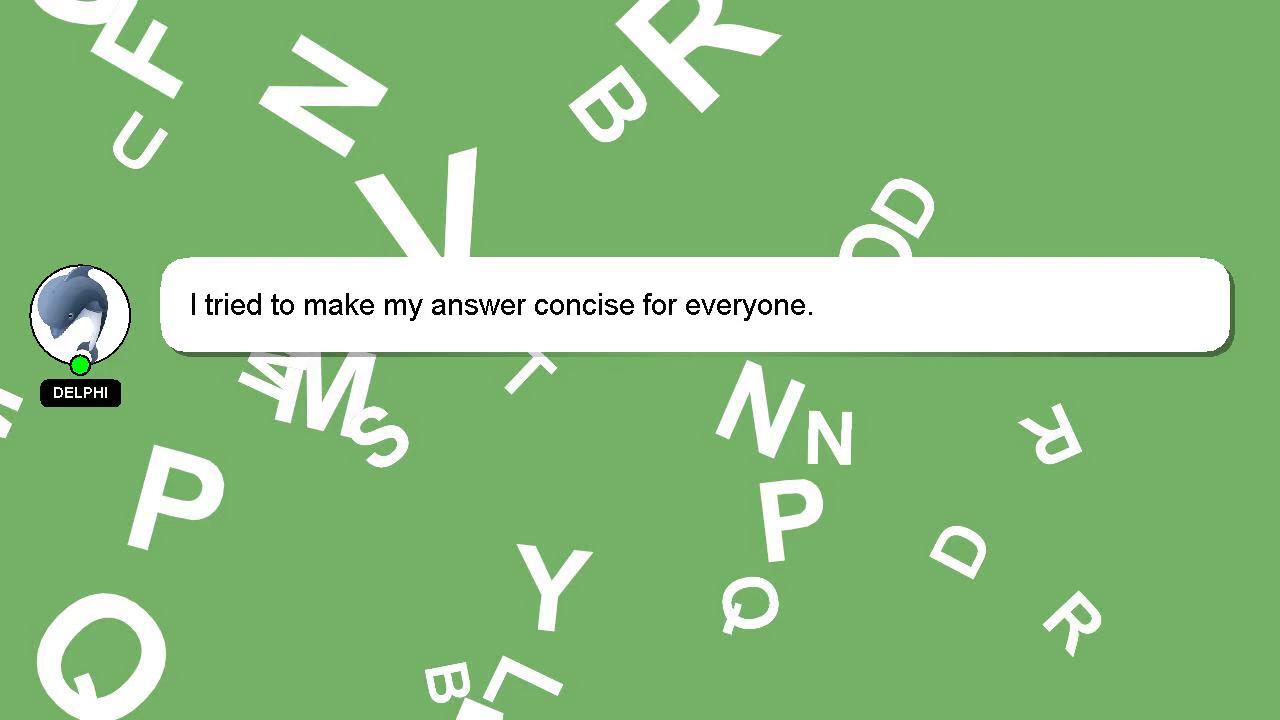 I tried to make my answer concise for everyone.
DELPHI
F
U
N
V
B
R
D
O
M
M
S
T
N
N
R
P
P
Q
Y
Q
D
R
B
L